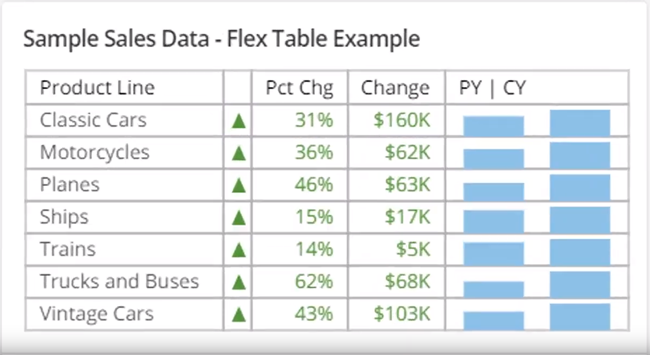 Sample Sales Data - Flex Table Example
Product Line Pct Chg Change PY | CY
Classic Cars ▲ 31% $160K
Motorcycles ▲ 36% $62K
Planes ▲ 46% $63K
Ships ▲ 15% $17K
Trains ▲ 14% $5K
Trucks and Buses ▲ 62% $68K
Vintage Cars ▲ 43% $103K